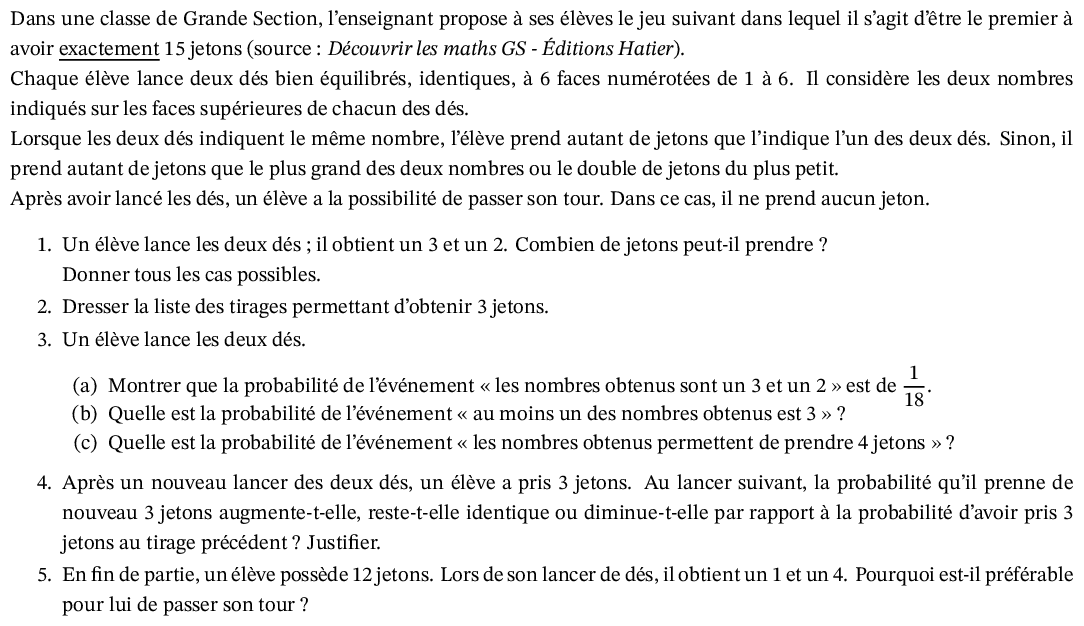 Dans une classe de Grande Section, l'enseignant propose à ses élèves le jeu suivant dans lequel il s'agit d'être le premier à
avoir exactement 15 jetons (source : Découvrir les maths GS - Éditions Hatier).
Chaque élève lance deux dés bien équilibrés, identiques, à 6 faces numérotées de 1 à 6. Il considère les deux nombres
indiqués sur les faces supérieures de chacun des dés.
Lorsque les deux dés indiquent le même nombre, l'élève prend autant de jetons que l'indique l'un des deux dés. Sinon, il
prend autant de jetons que le plus grand des deux nombres ou le double de jetons du plus petit.
Après avoir lancé les dés, un élève a la possibilité de passer son tour. Dans ce cas, il ne prend aucun jeton.
1. Un élève lance les deux dés ; il obtient un 3 et un 2. Combien de jetons peut-il prendre ?
Donner tous les cas possibles.
2. Dresser la liste des tirages permettant d'obtenir 3 jetons.
3. Un élève lance les deux dés.
(a) Montrer que la probabilité de l'événement « les nombres obtenus sont un 3 et un 2 » est de 1/18.
(b) Quelle est la probabilité de l'événement « au moins un des nombres obtenus est 3 » ?
(c) Quelle est la probabilité de l'événement « les nombres obtenus permettent de prendre 4 jetons » ?
4. Après un nouveau lancer des deux dés, un élève a pris 3 jetons. Au lancer suivant, la probabilité qu'il prenne de
nouveau 3 jetons augmente-t-elle, reste-t-elle identique ou diminue-t-elle par rapport à la probabilité d'avoir pris 3
jetons au tirage précédent ? Justifier.
5. En fin de partie, un élève possède 12 jetons. Lors de son lancer de dés, il obtient un 1 et un 4. Pourquoi est-il préférable
pour lui de passer son tour ?